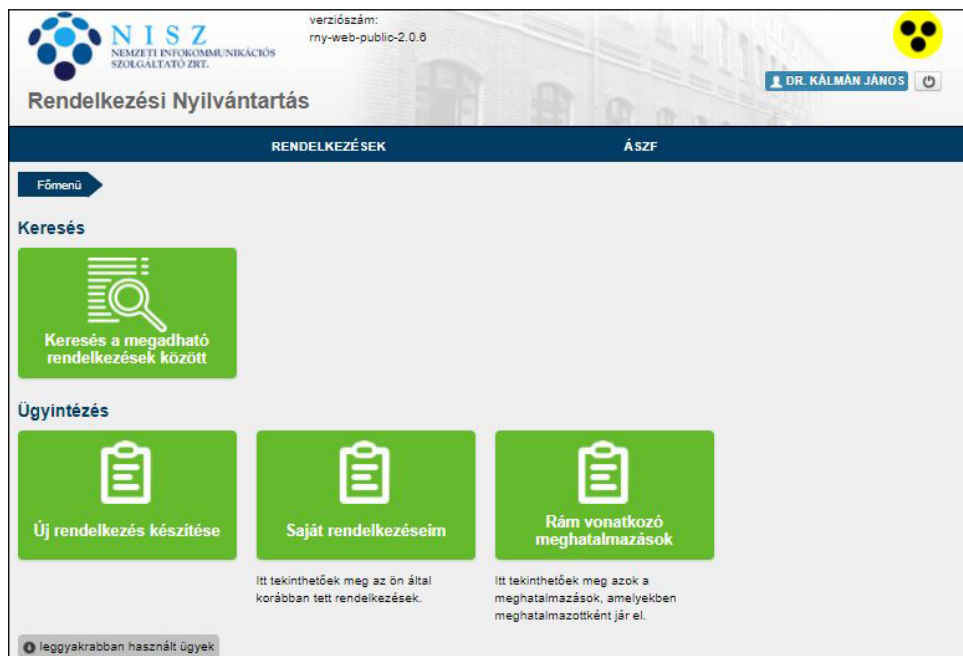 verziószám:
rny-web-public-2.0.6
NISZ
NEMZETI INFOKOMMUNIKÁCIÓS
SZOLGÁLTATÓ ZRT.
DR. KÁLMÁN JÁNOS
Rendelkezési Nyilvántartás
RENDELKEZÉSEK
ÁSZF
Főmenü
Keresés
Keresés a megadható
rendelkezések között
Ügyintézés
Új rendelkezés készítése
Saját rendelkezéseim
Rám vonatkozó
meghatalmazások
Itt tekinthetőek meg az ön által
korábban tett rendelkezések.
Itt tekinthetőek meg azok a
meghatalmazások, amelyekben
meghatalmazottként jár el.
leggyakrabban használt ügyek